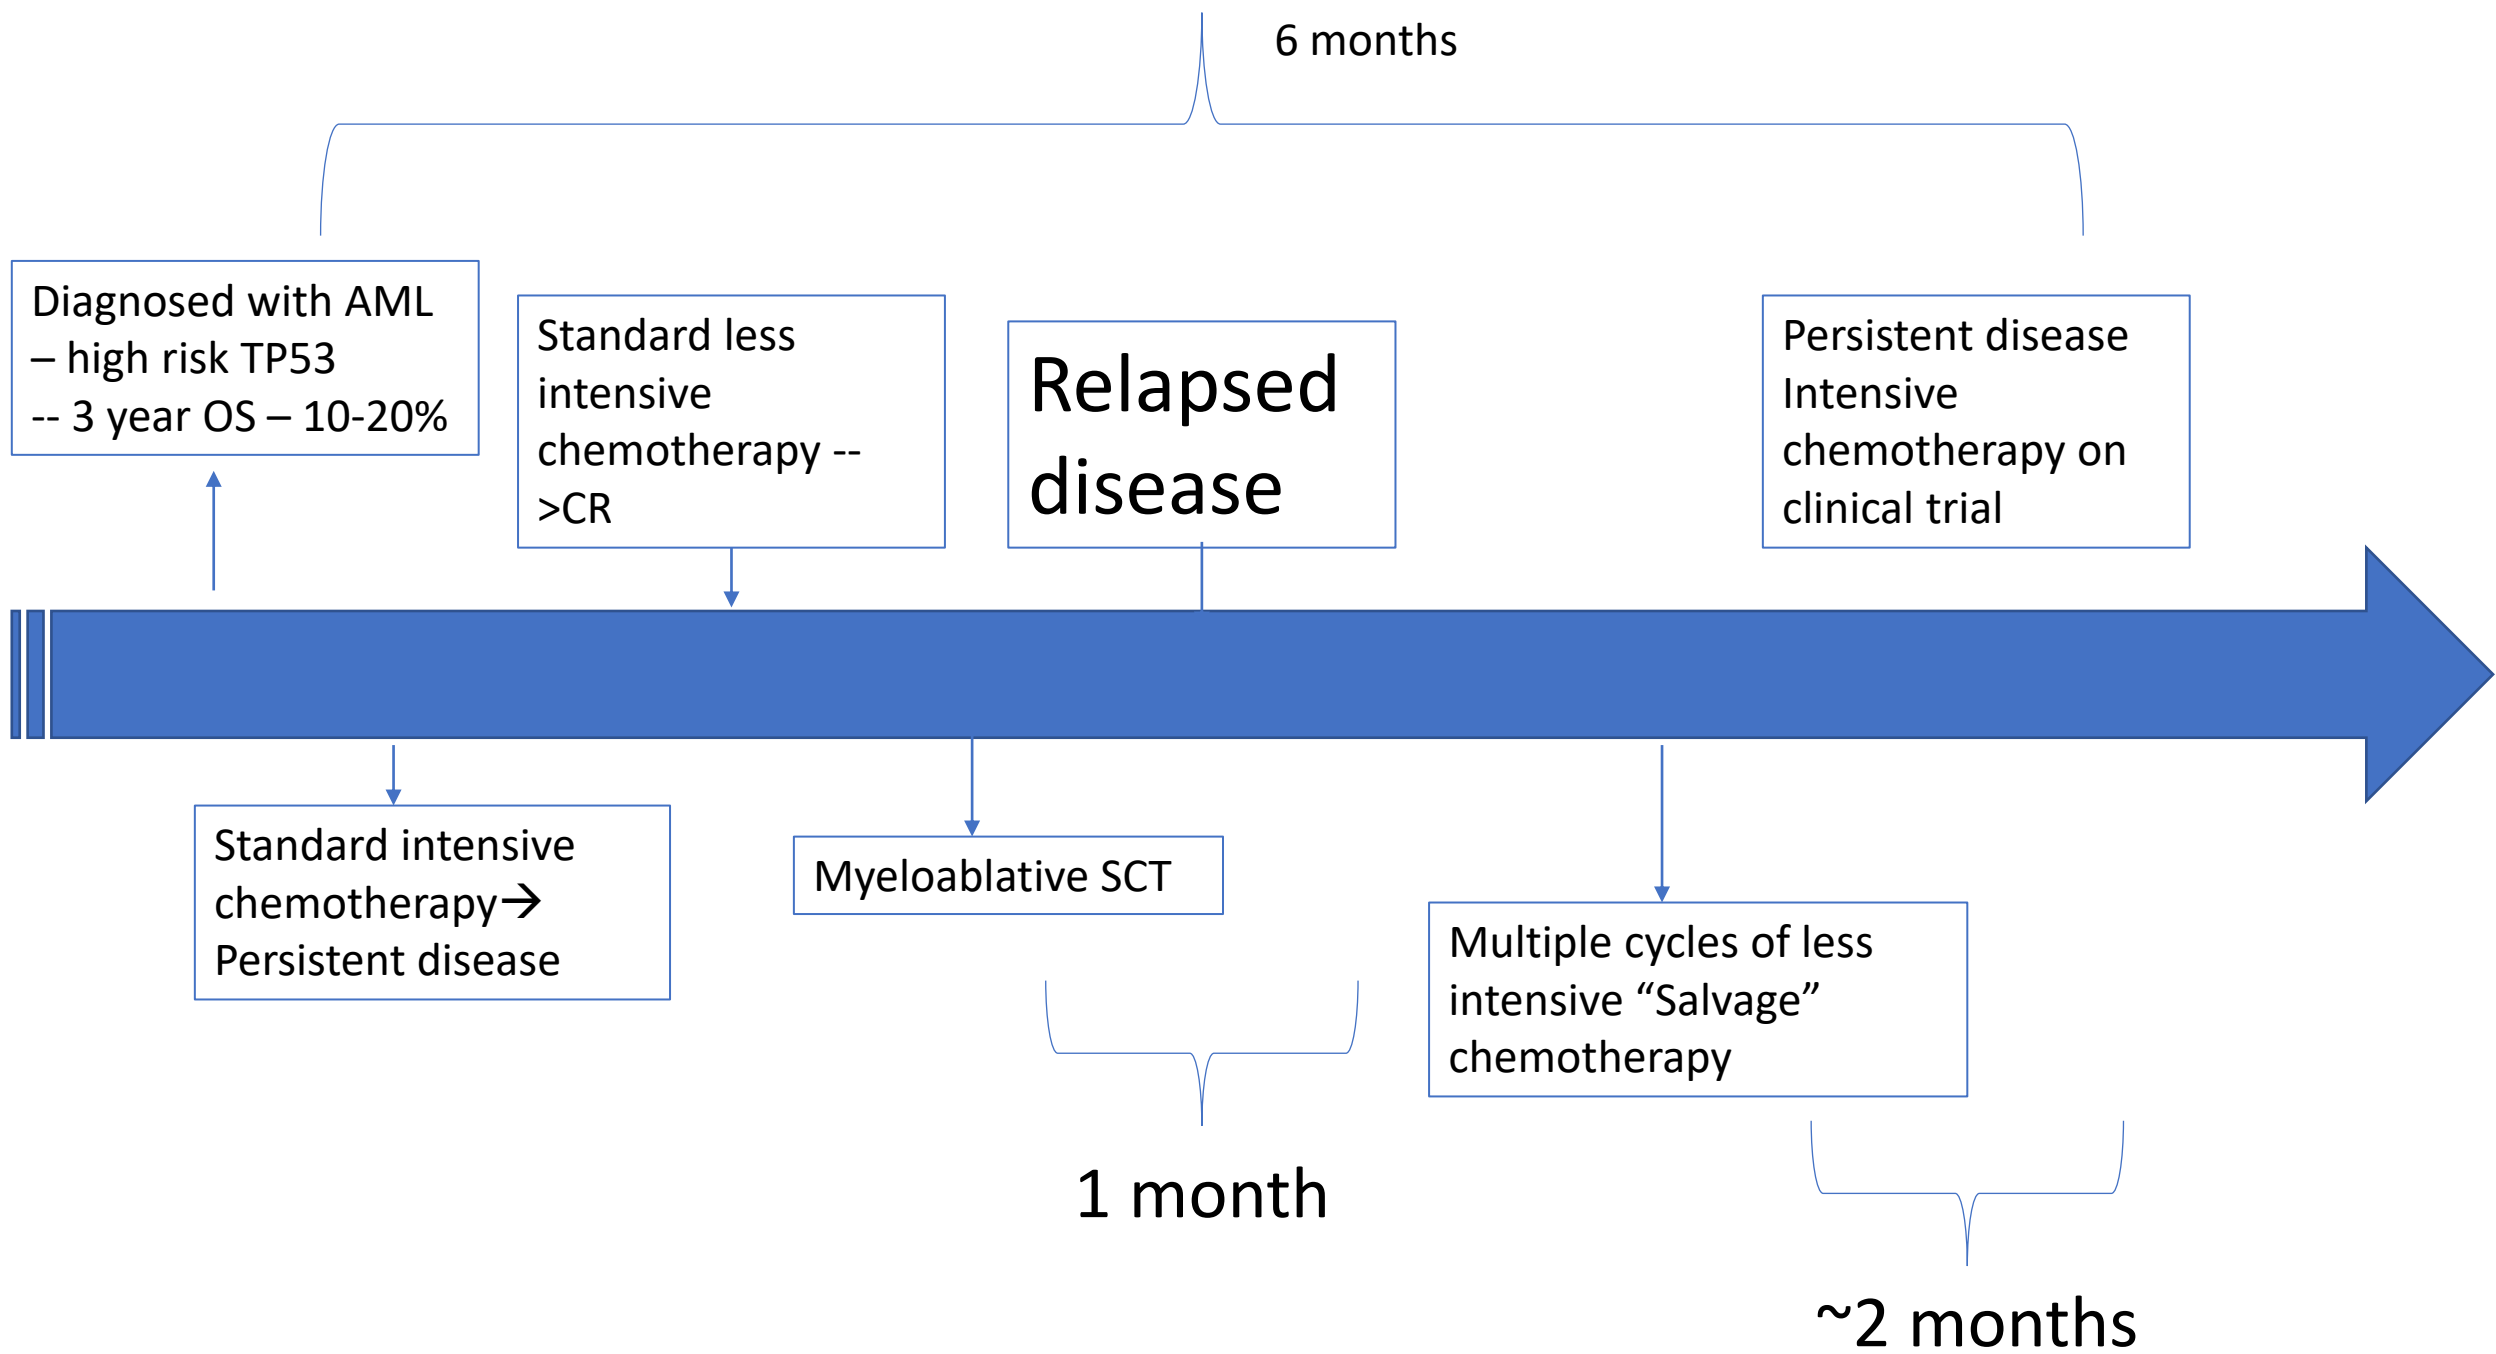 6 months
Diagnosed with AML
– high risk TP53
-- 3 year OS – 10-20%
Standard less
intensive
chemotherapy --
>CR
Relapsed
disease
Persistent disease
Intensive
chemotherapy on
clinical trial
Standard intensive
chemotherapy→
Persistent disease
Myeloablative SCT
Multiple cycles of less
intensive “Salvage”
chemotherapy
1 month
~2 months